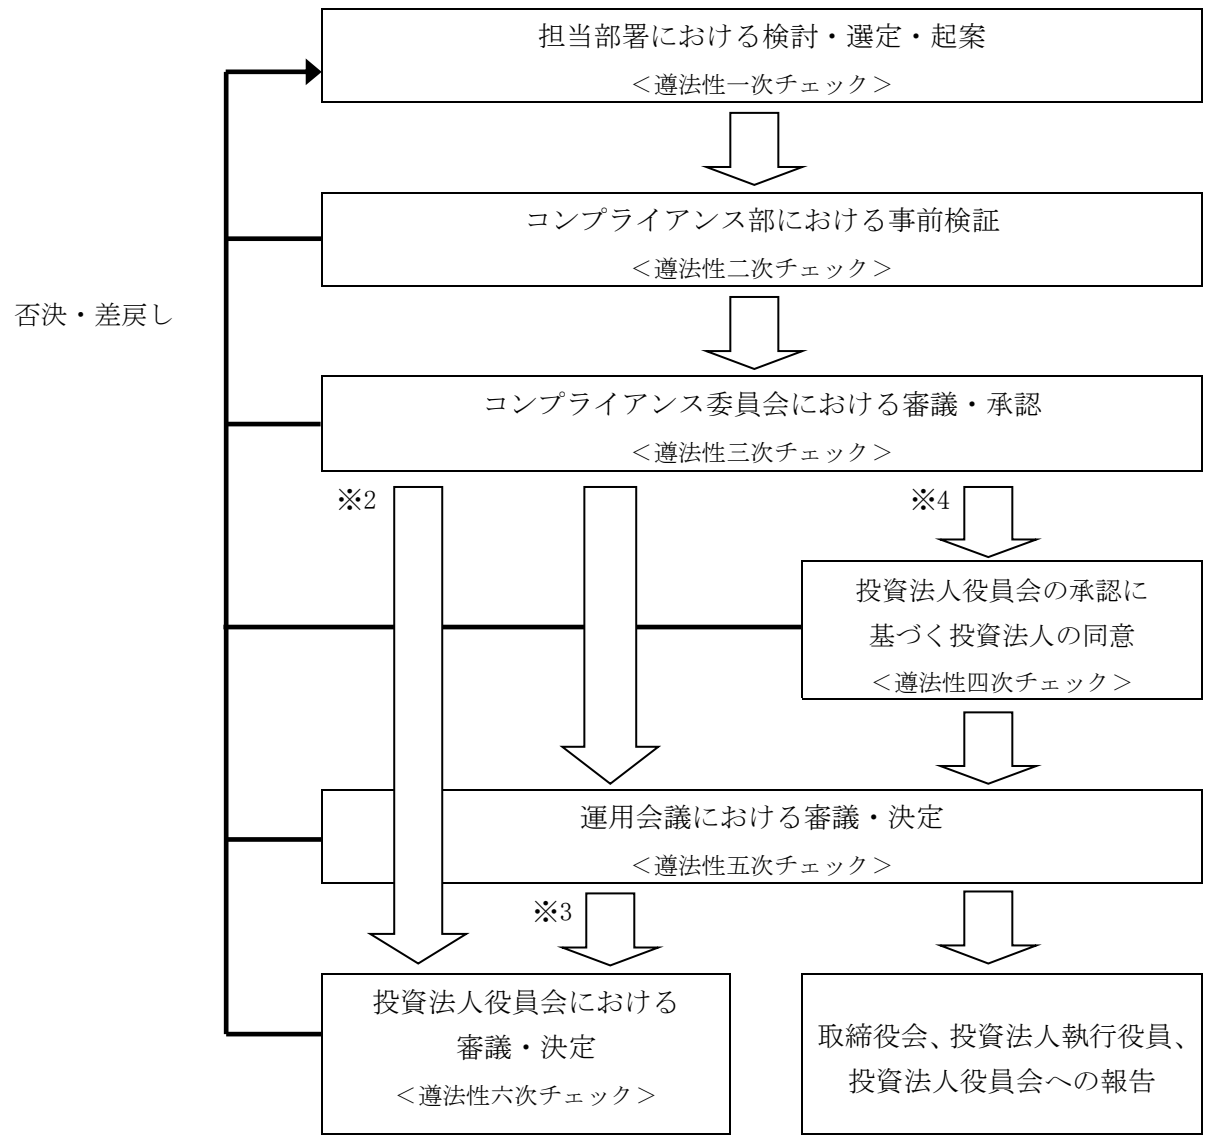 担当部署における検討・選定・起案
＜遵法性一次チェック＞
コンプライアンス部における事前検証
＜遵法性二次チェック＞
否決・差戻し
コンプライアンス委員会における審議・承認
＜遵法性三次チェック＞
※2
※4
投資法人役員会の承認に
基づく投資法人の同意
＜遵法性四次チェック＞
運用会議における審議・決定
＜遵法性五次チェック＞
※3
投資法人役員会における
審議・決定
＜遵法性六次チェック＞
取締役会、投資法人執行役員、
投資法人役員会への報告